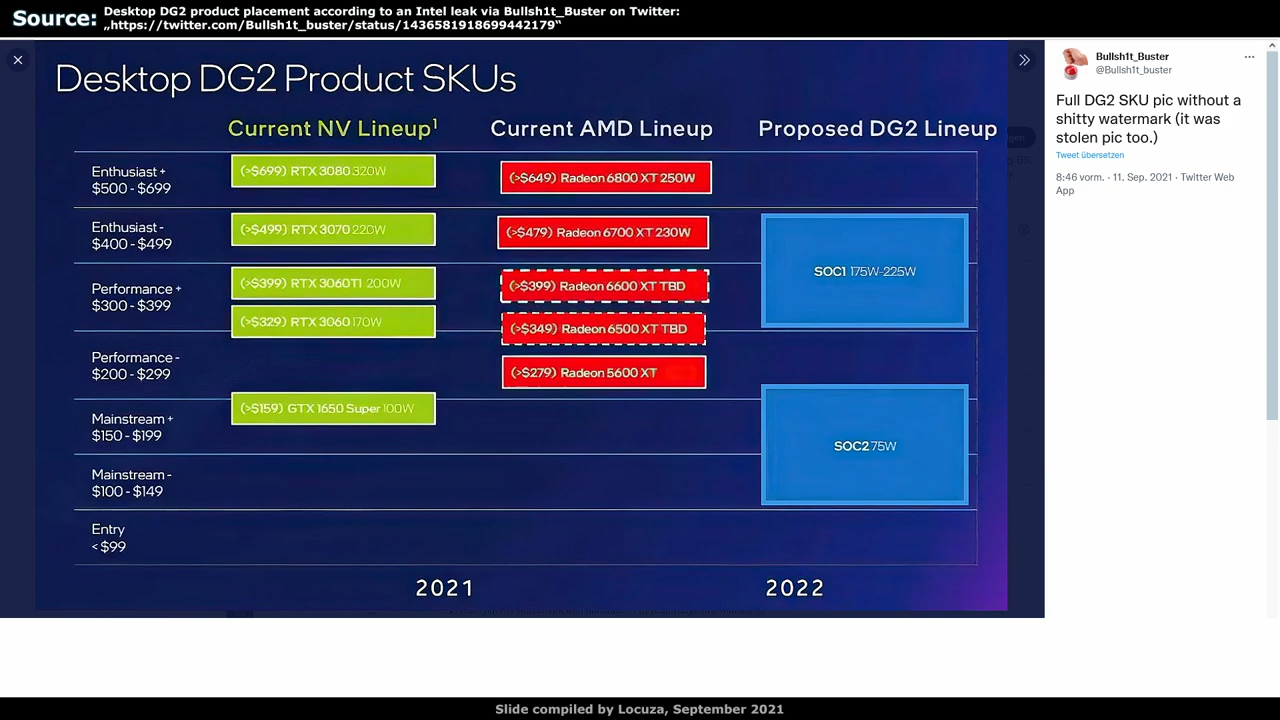 Source:
Desktop DG2 product placement according to an Intel leak via Bullsh1t_Buster on Twitter:
„https://twitter.com/Bullsh1t_buster/status/1436581918699442179“
Desktop DG2 Product SKUs
Current NV Lineup¹
Current AMD Lineup
Proposed DG2 Lineup
Enthusiast +
$500 - $699
(>$699) RTX 3080 320W
(>$649) Radeon 6800 XT 250W
Enthusiast -
$400 - $499
(>$499) RTX 3070 220W
(>$479) Radeon 6700 XT 230W
SOC1 175W-225W
Performance +
$300 - $399
(>$399) RTX 3060TI 200W
(>$399) Radeon 6600 XT TBD
(>$329) RTX 3060 170W
(>$349) Radeon 6500 XT TBD
Performance -
$200 - $299
(>$279) Radeon 5600 XT
(>$159) GTX 1650 Super 100W
Mainstream +
$150 - $199
SOC2 75W
Mainstream -
$100 - $149
Entry
< $99
2021
2022
Bullsh1t_Buster
@Bullsh1t_buster
Full DG2 SKU pic without a
shitty watermark (it was
stolen pic too.)
Tweet übersetzen
8:46 vorm. · 11. Sep. 2021 · Twitter Web
App
Slide compiled by Locuza, September 2021